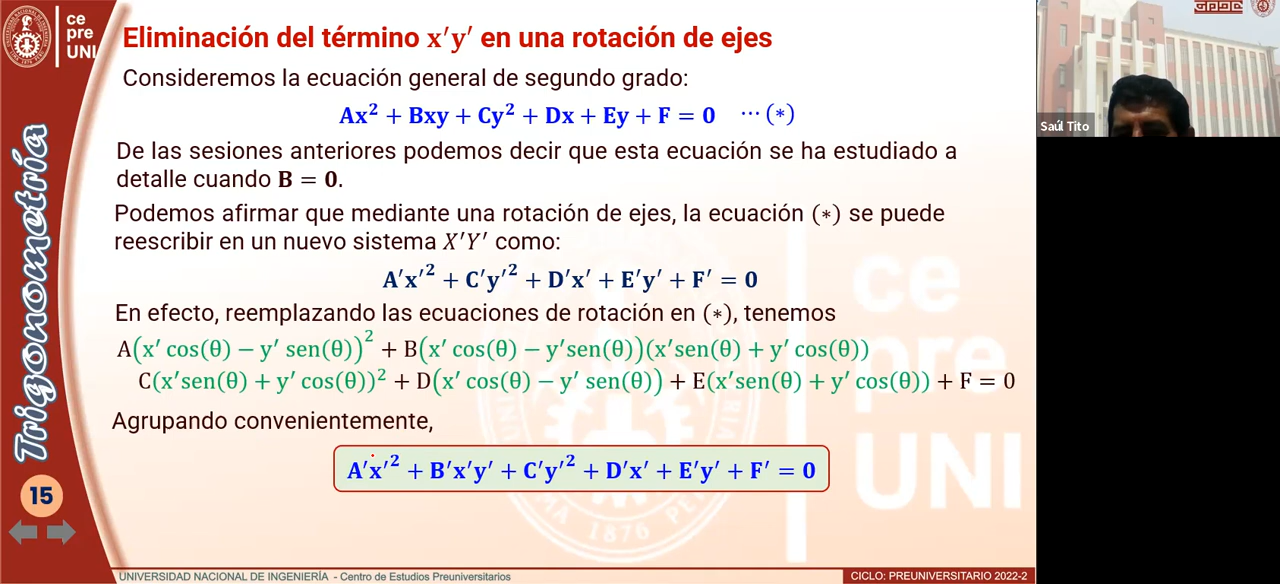 ce
pre
UNI
Eliminación del término x′y′ en una rotación de ejes
Consideremos la ecuación general de segundo grado:
Ax² + Bxy + Cy² + Dx + Ey + F = 0 ⋯ (∗)
De las sesiones anteriores podemos decir que esta ecuación se ha estudiado a
detalle cuando B = 0.
Podemos afirmar que mediante una rotación de ejes, la ecuación (∗) se puede
reescribir en un nuevo sistema X′Y′ como:
A′x′² + C′y′² + D′x′ + E′y′ + F′ = 0
En efecto, reemplazando las ecuaciones de rotación en (∗), tenemos
A(x′ cos(θ) − y′ sen(θ))² + B(x′ cos(θ) − y′sen(θ))(x′sen(θ) + y′ cos(θ))
C(x′sen(θ) + y′ cos(θ))² + D(x′ cos(θ) − y′ sen(θ)) + E(x′sen(θ) + y′ cos(θ)) + F = 0
Agrupando convenientemente,
A′x′² + B′x′y′ + C′y′² + D′x′ + E′y′ + F′ = 0
Trigonometría
15
ce
pre
UNI
1876
UNIVERSIDAD NACIONAL DE INGENIERÍA - Centro de Estudios Preuniversitarios
CICLO: PREUNIVERSITARIO 2022-2
Saúl Tito